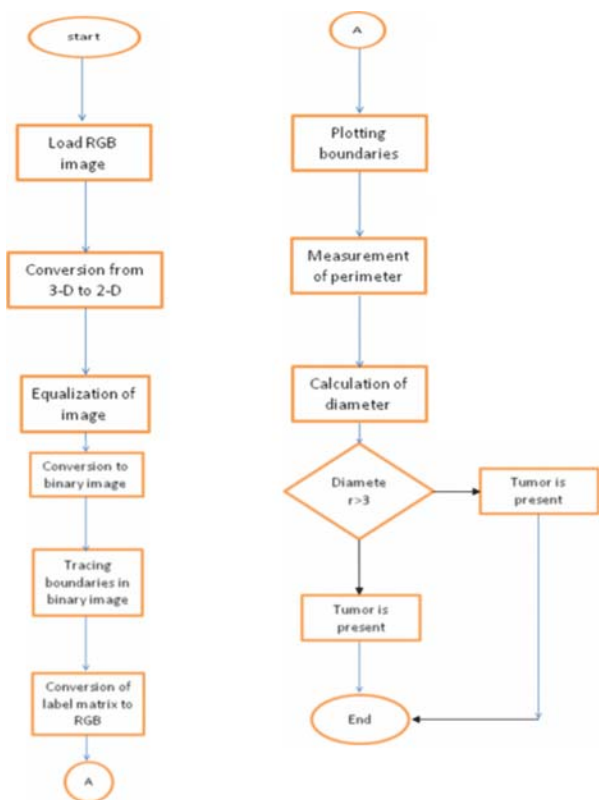 start
Load RGB
image
Conversion from
3-D to 2-D
Equalization of
image
Conversion to
binary image
Tracing
boundaries in
binary image
Conversion of
label matrix to
RGB
A
A
Plotting
boundaries
Measurement
of perimeter
Calculation of
diameter
Diamete
r>3
Tumor is
present
Tumor is
present
End